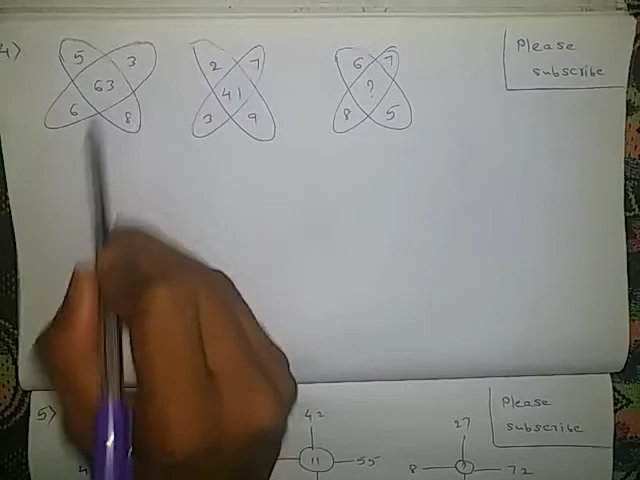 4)
5 3
63
6 8
2 7
41
3 9
6 7
?
8 5
Please
subscribe
5)
42
11 55
27
8 ? 72
Please
subscribe